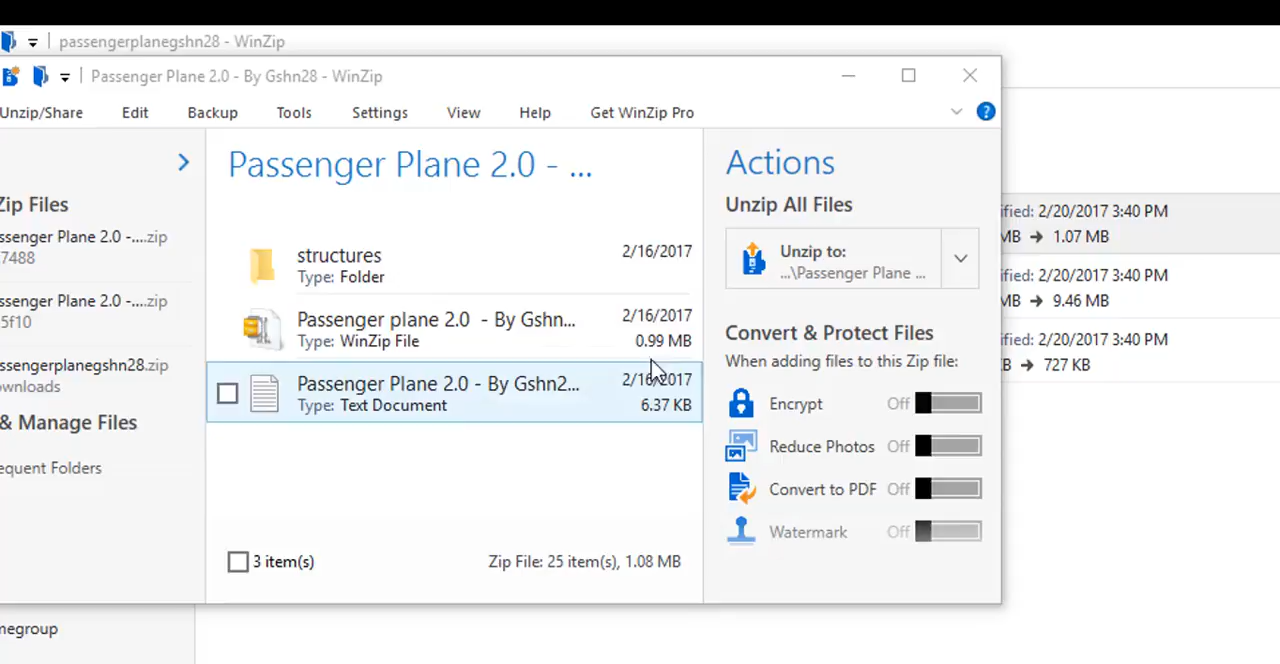 passengerplanegshn28 - WinZip
Passenger Plane 2.0 - By Gshn28 - WinZip
Unzip/Share Edit Backup Tools Settings View Help Get WinZip Pro ?
Zip Files
ssenger Plane 2.0 -....zip
7488
ssenger Plane 2.0 -....zip
5f10
ssengerplanegshn28.zip
ownloads
& Manage Files
equent Folders
megroup
Passenger Plane 2.0 - ...
structures 2/16/2017
Type: Folder
Passenger plane 2.0 - By Gshn... 2/16/2017
Type: WinZip File 0.99 MB
Passenger Plane 2.0 - By Gshn2... 2/16/2017
Type: Text Document 6.37 KB
3 item(s) Zip File: 25 item(s), 1.08 MB
Actions
Unzip All Files
Unzip to:
...\Passenger Plane ...
Convert & Protect Files
When adding files to this Zip file:
Encrypt Off
Reduce Photos Off
Convert to PDF Off
Watermark Off
ified: 2/20/2017 3:40 PM
MB → 1.07 MB
ified: 2/20/2017 3:40 PM
MB → 9.46 MB
ified: 2/20/2017 3:40 PM
B → 727 KB